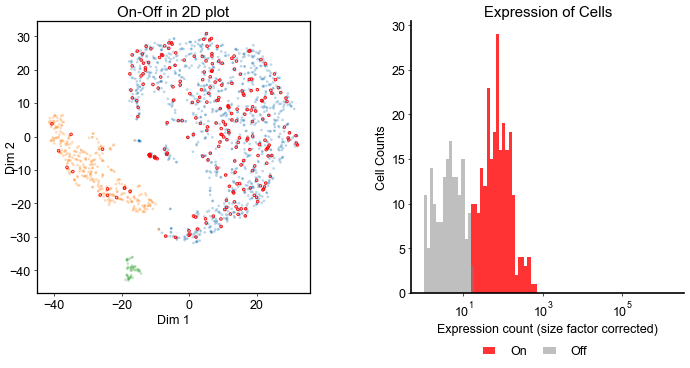 On-Off in 2D plot
Dim 2
30
20
10
0
−10
−20
−30
−40
−40 −20 0 20
Dim 1
Expression of Cells
Cell Counts
30
25
20
15
10
5
0
10^1 10^3 10^5
Expression count (size factor corrected)
On Off